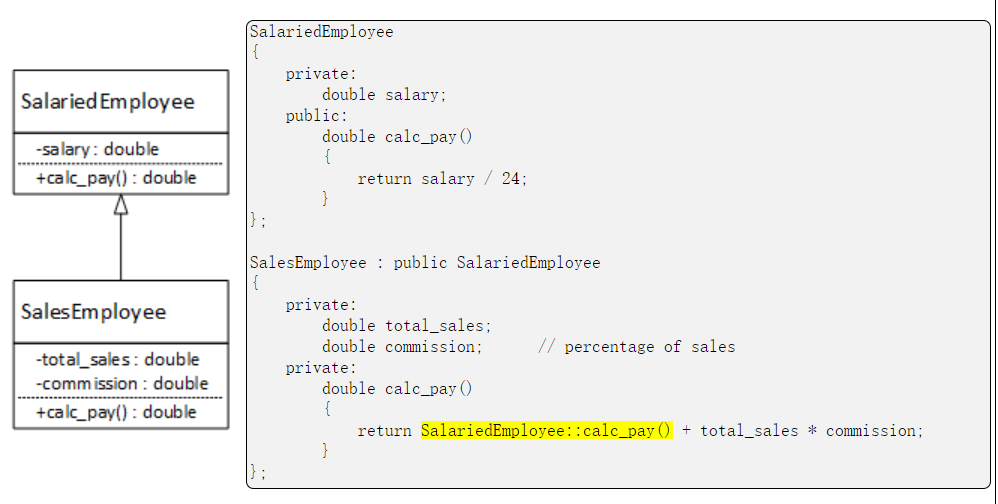 SalariedEmployee
-salary : double
+calc_pay() : double
SalesEmployee
-total_sales : double
-commission : double
+calc_pay() : double
SalariedEmployee
{
    private:
        double salary;
    public:
        double calc_pay()
        {
            return salary / 24;
        }
};

SalesEmployee : public SalariedEmployee
{
    private:
        double total_sales;
        double commission;      // percentage of sales
    private:
        double calc_pay()
        {
            return SalariedEmployee::calc_pay() + total_sales * commission;
        }
};